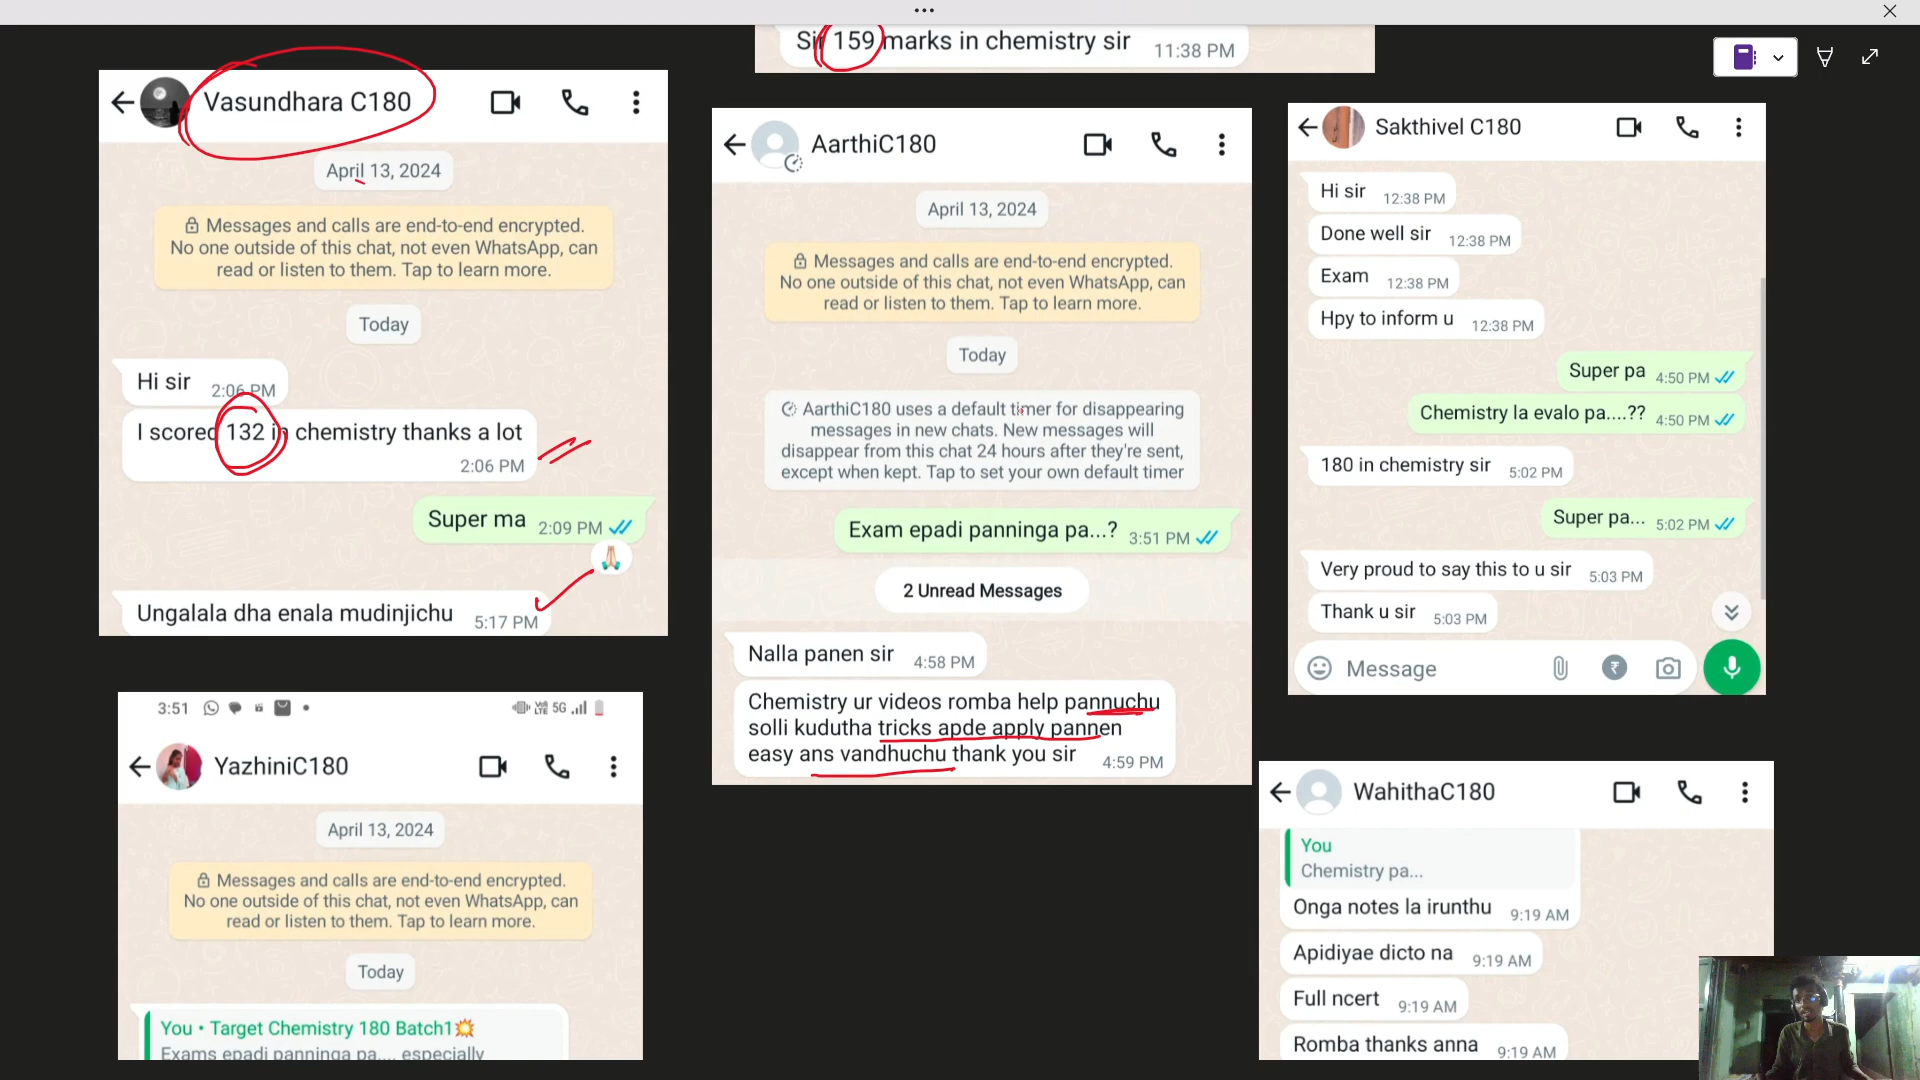 Sir 159 marks in chemistry sir 11:38 PM
Vasundhara C180
April 13, 2024
Messages and calls are end-to-end encrypted.
No one outside of this chat, not even WhatsApp, can
read or listen to them. Tap to learn more.
Today
Hi sir 2:06 PM
I scored 132 in chemistry thanks a lot
2:06 PM
Super ma 2:09 PM
Ungalala dha enala mudinjichu 5:17 PM
3:51 5G
YazhiniC180
April 13, 2024
Messages and calls are end-to-end encrypted.
No one outside of this chat, not even WhatsApp, can
read or listen to them. Tap to learn more.
Today
You • Target Chemistry 180 Batch1💥
Exams epadi panninga pa.... especially
AarthiC180
April 13, 2024
Messages and calls are end-to-end encrypted.
No one outside of this chat, not even WhatsApp, can
read or listen to them. Tap to learn more.
Today
AarthiC180 uses a default timer for disappearing
messages in new chats. New messages will
disappear from this chat 24 hours after they're sent,
except when kept. Tap to set your own default timer
Exam epadi panninga pa...? 3:51 PM
2 Unread Messages
Nalla panen sir 4:58 PM
Chemistry ur videos romba help pannuchu
solli kudutha tricks apde apply pannen
easy ans vandhuchu thank you sir 4:59 PM
Sakthivel C180
Hi sir 12:38 PM
Done well sir 12:38 PM
Exam 12:38 PM
Hpy to inform u 12:38 PM
Super pa 4:50 PM
Chemistry la evalo pa....?? 4:50 PM
180 in chemistry sir 5:02 PM
Super pa... 5:02 PM
Very proud to say this to u sir 5:03 PM
Thank u sir 5:03 PM
Message
WahithaC180
You
Chemistry pa...
Onga notes la irunthu 9:19 AM
Apidiyae dicto na 9:19 AM
Full ncert 9:19 AM
Romba thanks anna 9:19 AM